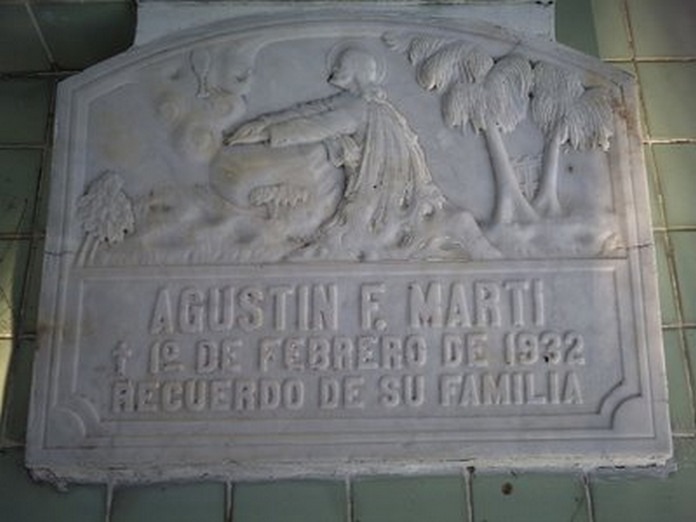 AGUSTIN F. MARTI
† 1º DE FEBRERO DE 1932
RECUERDO DE SU FAMILIA